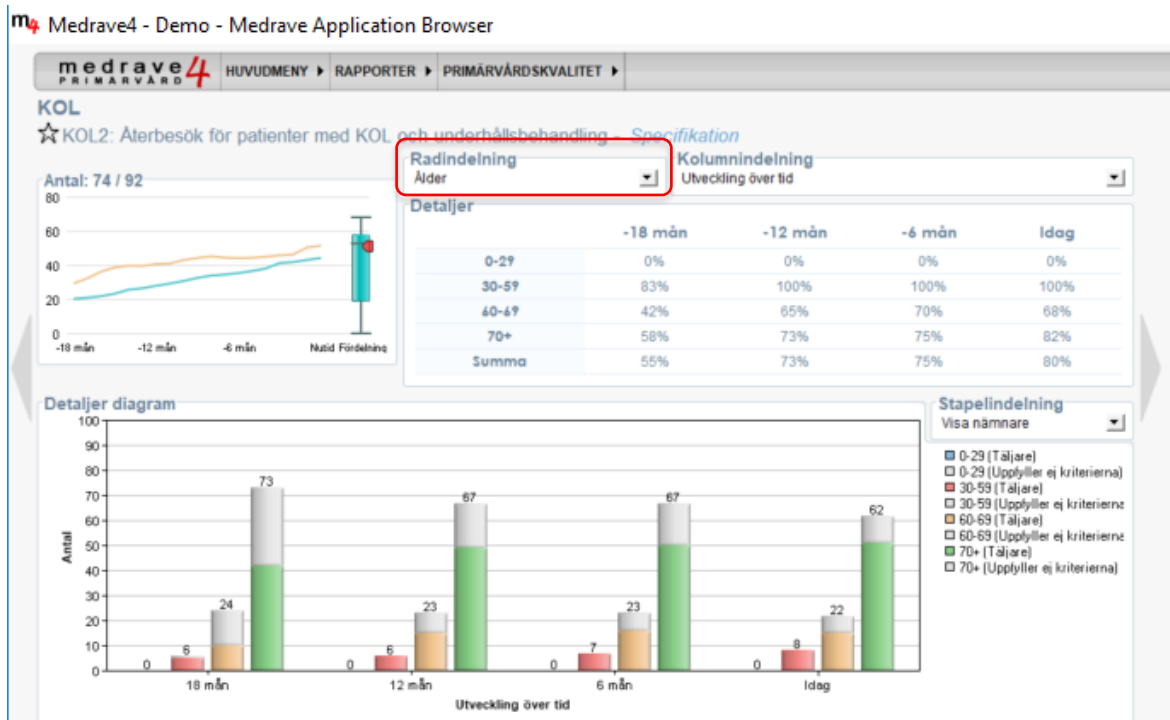 m4 Medrave4 - Demo - Medrave Application Browser
medrave4 PRIMÄRVÅRD HUVUDMENY RAPPORTER PRIMÄRVÅRDSKVALITET
KOL
KOL2: Återbesök för patienter med KOL och underhållsbehandling - Specifikation
Radindelning Kolumnindelning
Ålder Utveckling över tid
Antal: 74 / 92
80
60
40
20
0
-18 mån -12 mån -6 mån Nutid Fördelning
Detaljer
-18 mån -12 mån -6 mån Idag
0-29 0% 0% 0% 0%
30-59 83% 100% 100% 100%
60-69 42% 65% 70% 68%
70+ 58% 73% 75% 82%
Summa 55% 73% 75% 80%
Detaljer diagram
Stapelindelning
Visa nämnare
100
90
80
70
60
50
40
30
20
10
0
Antal
0 6 24 73
0 6 23 67
0 7 23 67
0 8 22 62
18 mån 12 mån 6 mån Idag
Utveckling över tid
0-29 (Täljare)
0-29 (Uppfyller ej kriterierna)
30-59 (Täljare)
30-59 (Uppfyller ej kriterierna
60-69 (Täljare)
60-69 (Uppfyller ej kriterierna
70+ (Täljare)
70+ (Uppfyller ej kriterierna)